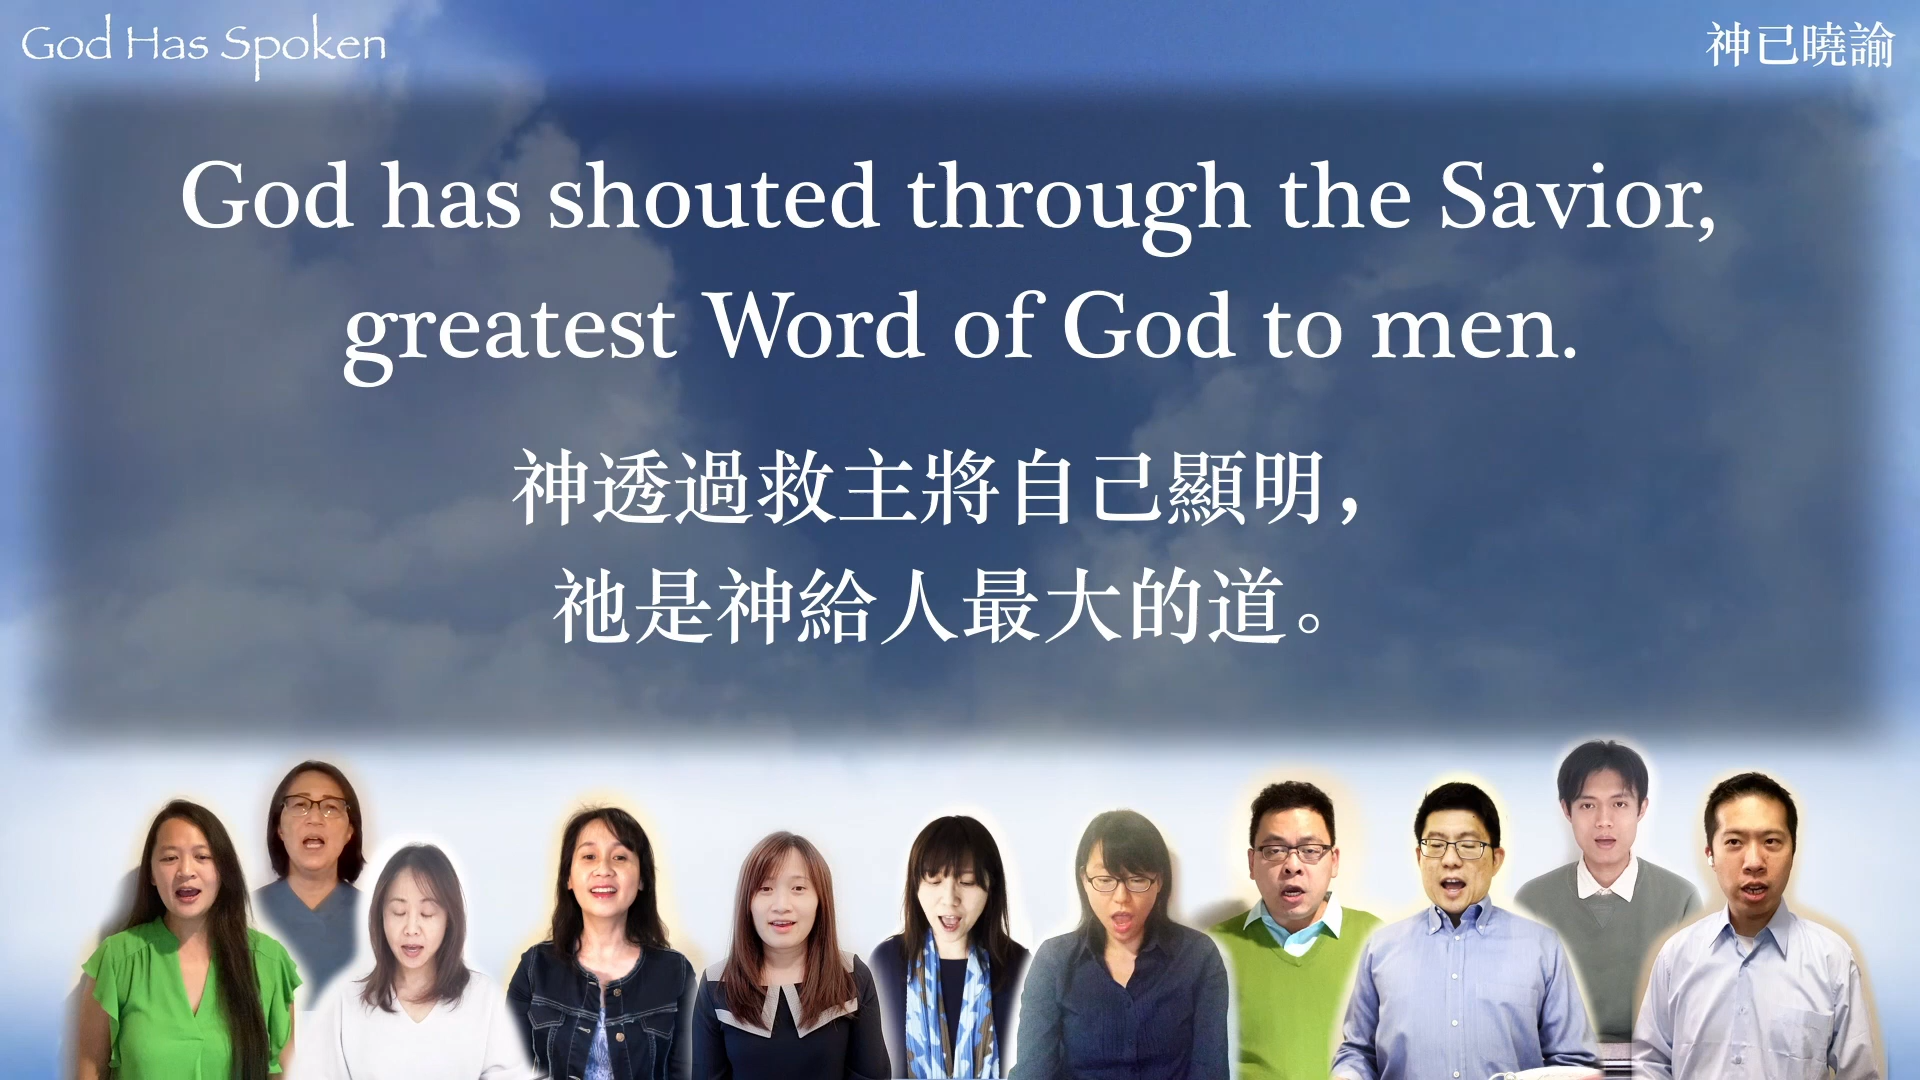 God Has Spoken
神已曉諭
God has shouted through the Savior,
greatest Word of God to men.
神透過救主將自己顯明，
祂是神給人最大的道。